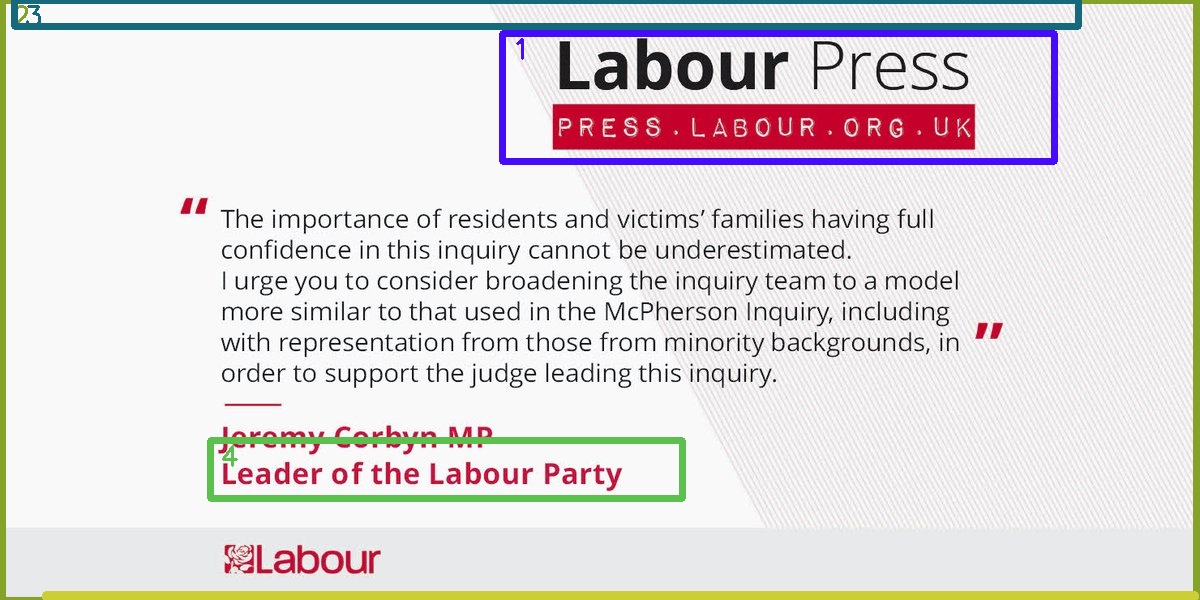 Labour Press
PRESS.LABOUR.ORG.UK
“ The importance of residents and victims’ families having full
confidence in this inquiry cannot be underestimated.
I urge you to consider broadening the inquiry team to a model
more similar to that used in the McPherson Inquiry, including
with representation from those from minority backgrounds, in ”
order to support the judge leading this inquiry.
Jeremy Corbyn MP
Leader of the Labour Party
Labour